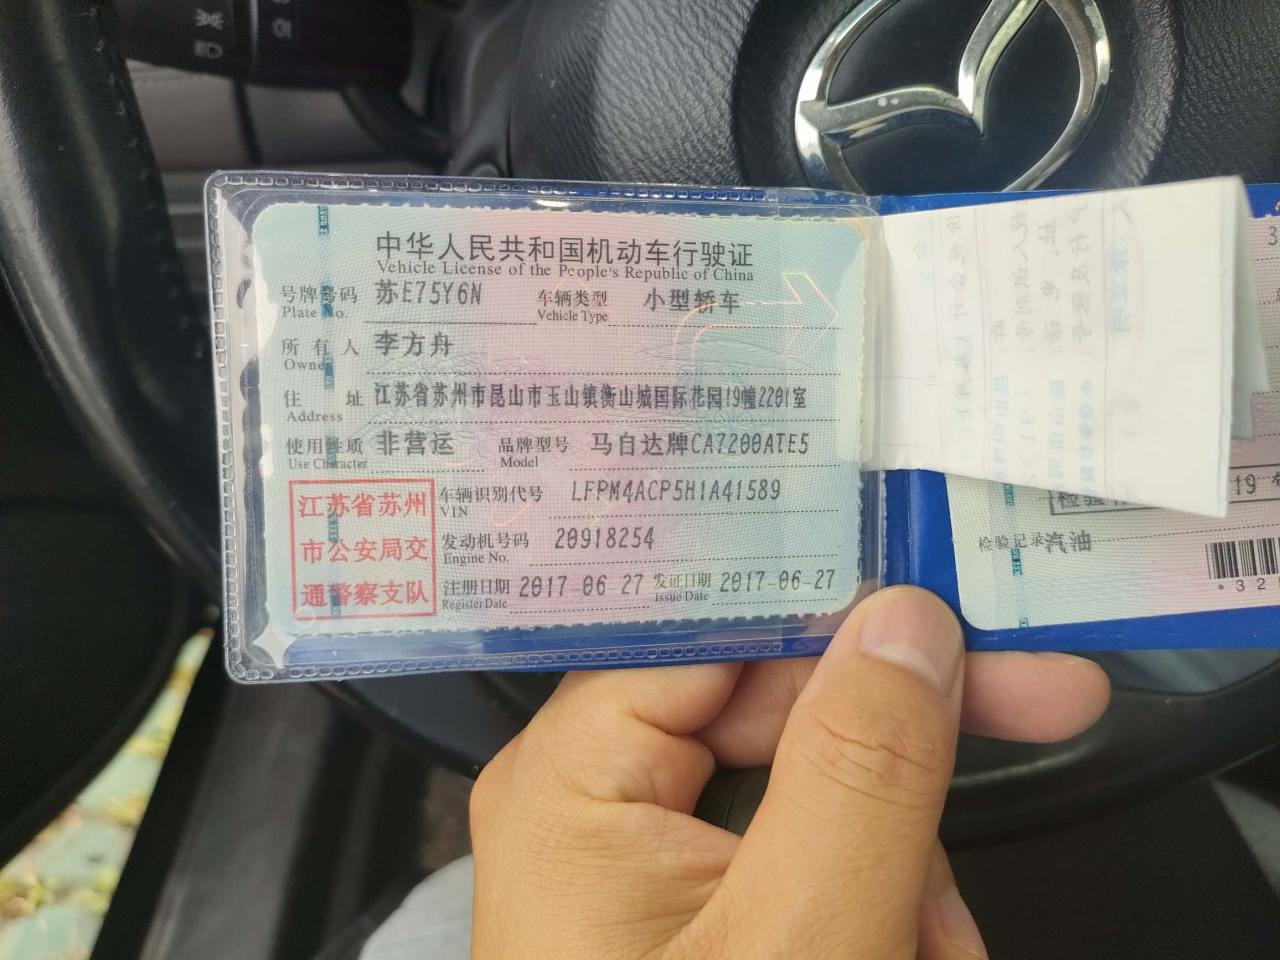 中华人民共和国机动车行驶证
Vehicle License of the People's Republic of China
号牌号码 苏E75Y6N 车辆类型 小型轿车
Plate No. Vehicle Type
所有人 李方舟
Owner
住址 江苏省苏州市昆山市玉山镇衡山城国际花园19幢2201室
Address
使用性质 非营运 品牌型号 马自达牌CA7200ATE5
Use Character Model
江苏省苏州
市公安局交
通警察支队
车辆识别代号 LFPM4ACP5H1A41589
VIN
发动机号码 20918254
Engine No.
注册日期 2017-06-27 发证日期 2017-06-27
Register Date Issue Date
3
检验
19
检验记录 汽油
*32